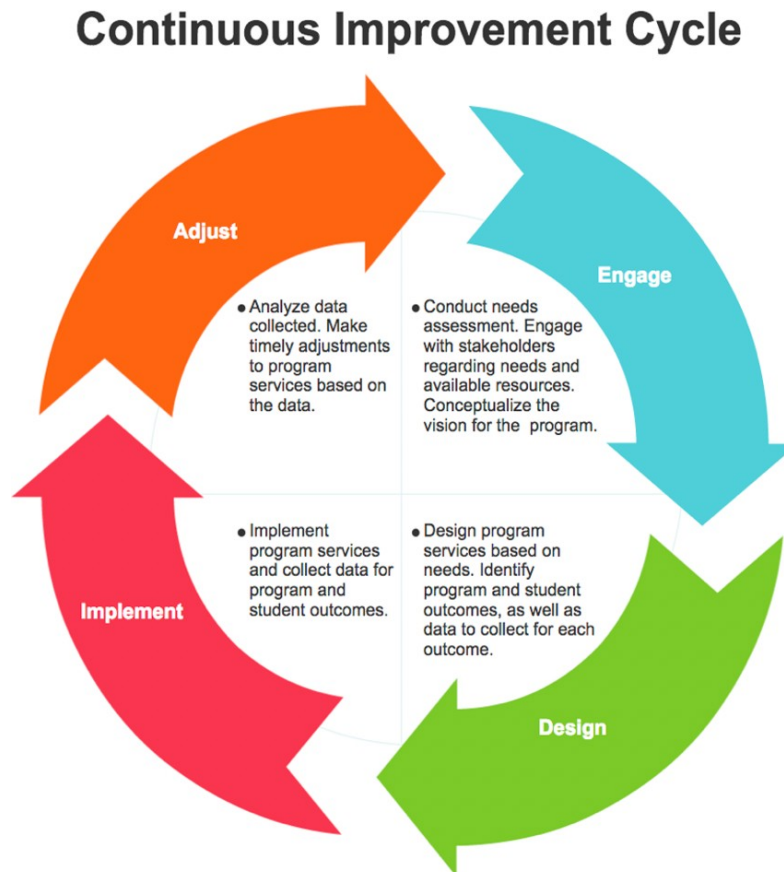 Continuous Improvement Cycle
Adjust
• Analyze data
collected. Make
timely adjustments
to program
services based on
the data.
Engage
• Conduct needs
assessment. Engage
with stakeholders
regarding needs and
available resources.
Conceptualize the
vision for the program.
Implement
• Implement
program services
and collect data for
program and
student outcomes.
• Design program
services based on
needs. Identify
program and student
outcomes, as well as
data to collect for each
outcome.
Design